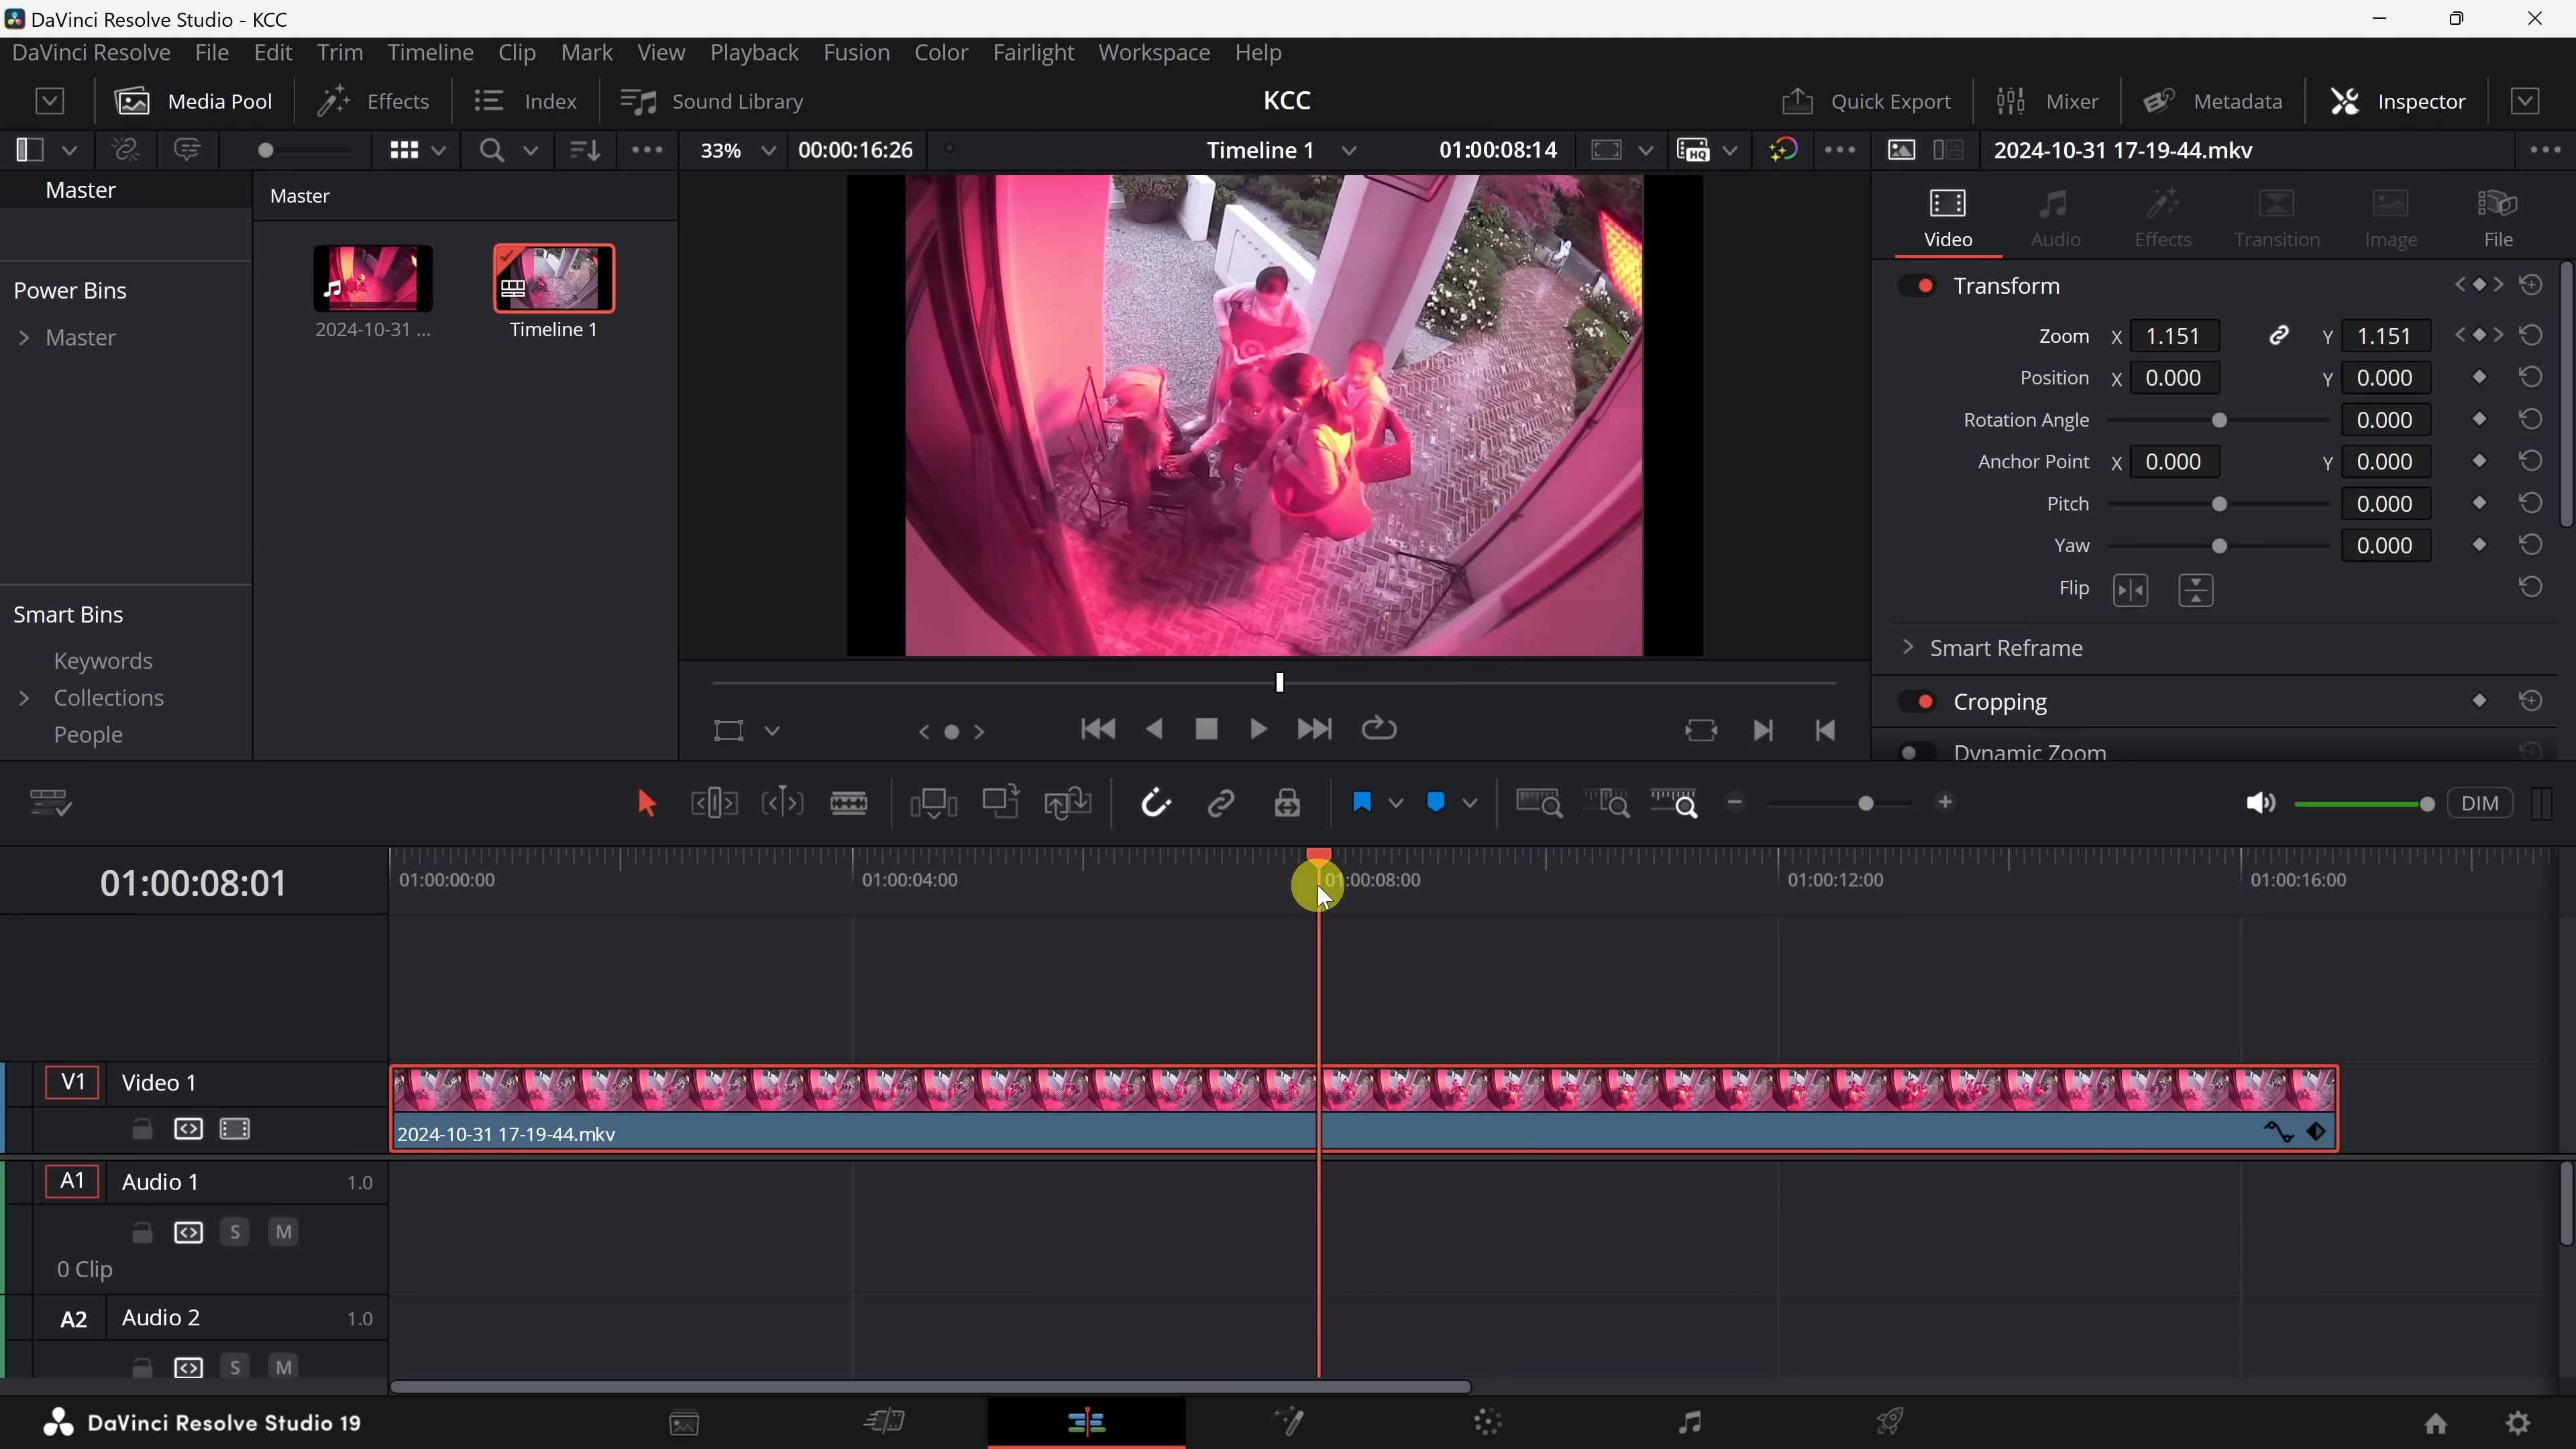 DaVinci Resolve Studio - KCC
DaVinci Resolve File Edit Trim Timeline Clip Mark View Playback Fusion Color Fairlight Workspace Help
Media Pool Effects Index Sound Library KCC Quick Export Mixer Metadata Inspector
33% 00:00:16:26 Timeline 1 01:00:08:14 HQ 2024-10-31 17-19-44.mkv
Master
Master
Video Audio Effects Transition Image File
Power Bins
Master
2024-10-31 ...
Timeline 1
Transform
Zoom X 1.151 Y 1.151
Position X 0.000 Y 0.000
Rotation Angle 0.000
Anchor Point X 0.000 Y 0.000
Pitch 0.000
Yaw 0.000
Flip
Smart Reframe
Cropping
Dynamic Zoom
Smart Bins
Keywords
Collections
People
DIM
01:00:08:01
01:00:00:00 01:00:04:00 01:00:08:00 01:00:12:00 01:00:16:00
V1 Video 1
2024-10-31 17-19-44.mkv
A1 Audio 1 1.0
S M
0 Clip
A2 Audio 2 1.0
S M
DaVinci Resolve Studio 19